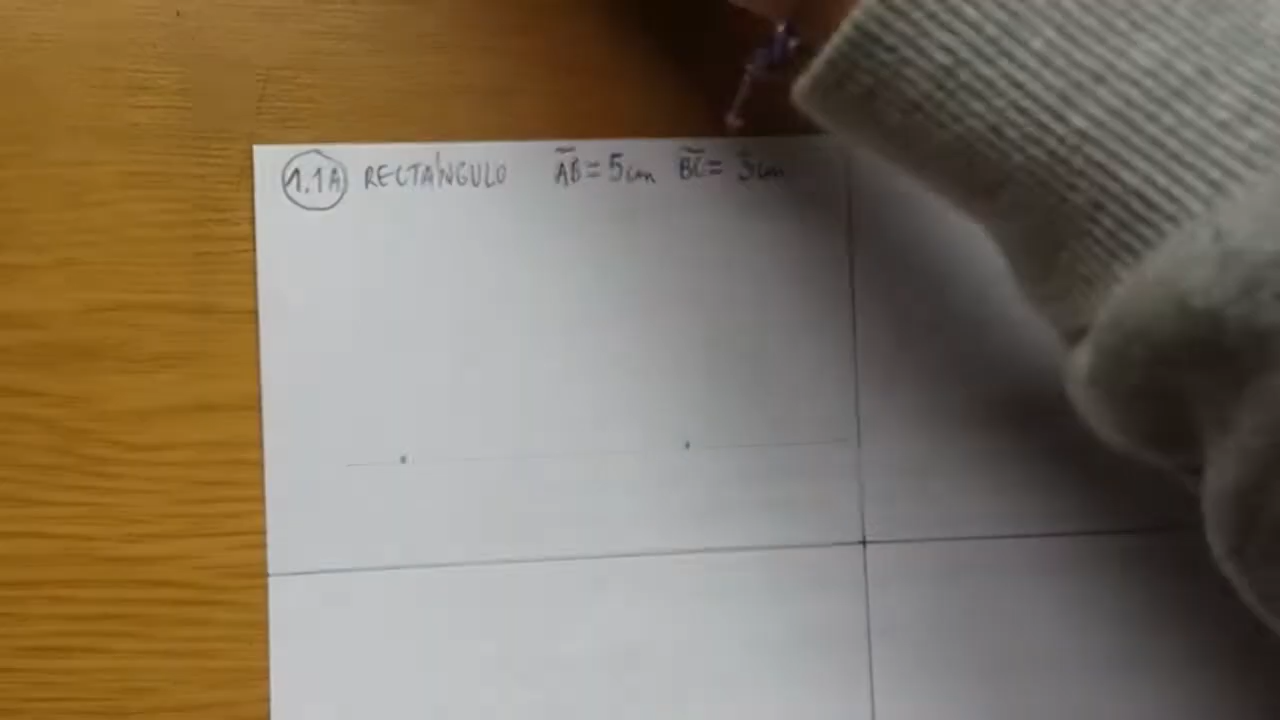 1.1A RECTÁNGULO AB = 5cm BC = 3cm